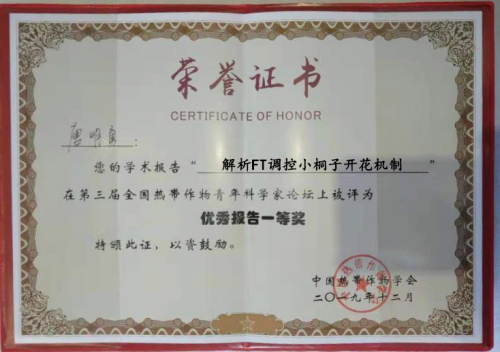 荣誉证书
CERTIFICATE OF HONOR
您的学术报告“解析FT调控小桐子开花机制”
在第三届全国热带作物青年科学家论坛上被评为
优秀报告一等奖
特颁此证，以资鼓励。
中国热带作物学会
二〇一九年十二月